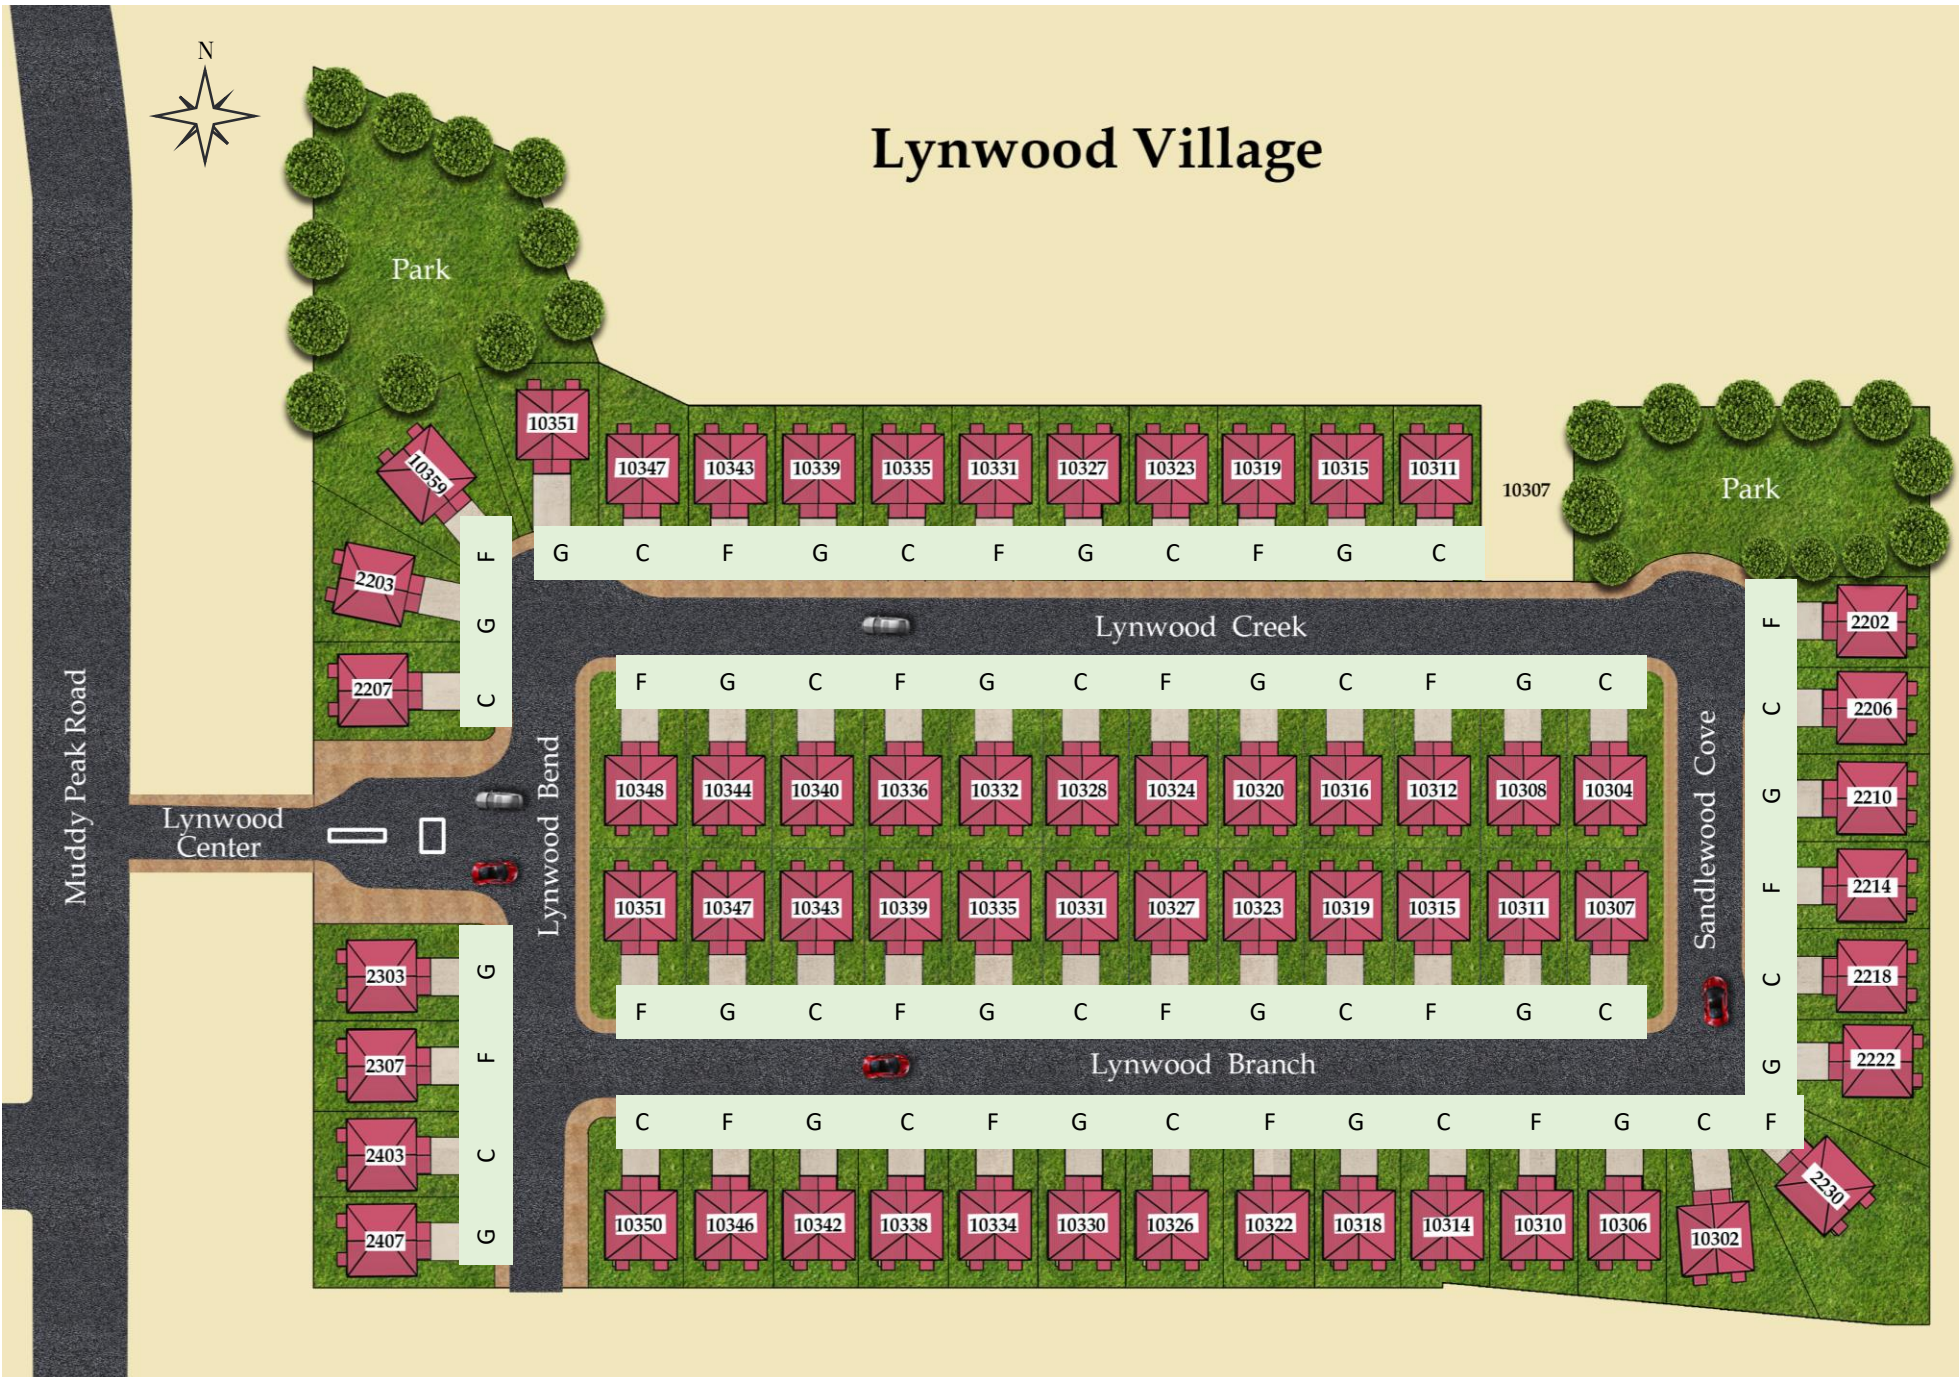 N
Lynwood Village
Park
10351
10347 10343 10339 10335 10331 10327 10323 10319 10315 10311
10307
Park
10359
2203
2207
F
G
C
G C F G C F G C F G C
Lynwood Creek
F G C F G C F G C F G C
10348 10344 10340 10336 10332 10328 10324 10320 10316 10312 10308 10304
10351 10347 10343 10339 10335 10331 10327 10323 10319 10315 10311 10307
F G C F G C F G C F G C
Lynwood Branch
C F G C F G C F G C F G C F
10350 10346 10342 10338 10334 10330 10326 10322 10318 10314 10310 10306 10302 2230
Muddy Peak Road
Lynwood
Center
Lynwood Bend
Sandlewood Cove
2303
2307
2403
2407
G
F
C
G
F
C
G
F
C
G
2202
2206
2210
2214
2218
2222